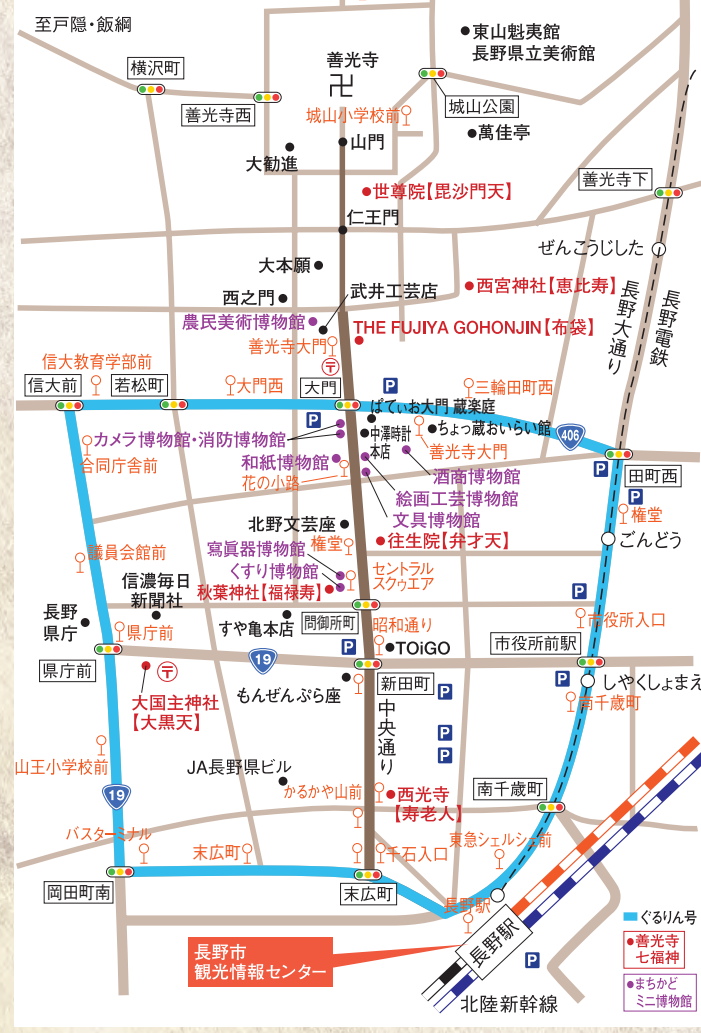 至戸隠・飯綱
東山魁夷館
長野県立美術館
善光寺
卍
横沢町
善光寺西
城山小学校前
城山公園
山門
萬佳亭
大勧進
世尊院【毘沙門天】
善光寺下
仁王門
ぜんこうじした
大本願
西宮神社【恵比寿】
長野大通り
長野電鉄
西之門
武井工芸店
農民美術博物館
THE FUJIYA GOHONJIN【布袋】
善光寺大門
〒
信大教育学部前
信大前
若松町
大門西
大門
P
三輪田町西
P
ぱてぃお大門 蔵楽庭
ちょっ蔵おいらい館
406
カメラ博物館・消防博物館
中澤時計
本店
善光寺大門
合同庁舎前
和紙博物館
花の小路
酒商博物館
P
田町西
絵画工芸博物館
P
文具博物館
権堂
北野文芸座
権堂
往生院【弁才天】
ごんどう
議員会館前
寫眞器博物館
くすり博物館
セントラル
スクゥエア
信濃毎日
新聞社
秋葉神社【福禄寿】
P
長野
県庁
県庁前
すや亀本店
問御所町
昭和通り
市役所入口
市役所前駅
P
TOiGO
県庁前
19
〒
新田町
P
しやくしょまえ
大国主神社
【大黒天】
もんぜんぷら座
P
南千歳町
中央通り
P
P
山王小学校前
JA長野県ビル
かるかや山前
西光寺
【寿老人】
南千歳町
19
バスターミナル
末広町
千石入口
東急シェルシェ前
岡田町南
末広町
長野駅
長野駅
ぐるりん号
長野市
観光情報センター
P
善光寺
七福神
まちかど
ミニ博物館
北陸新幹線